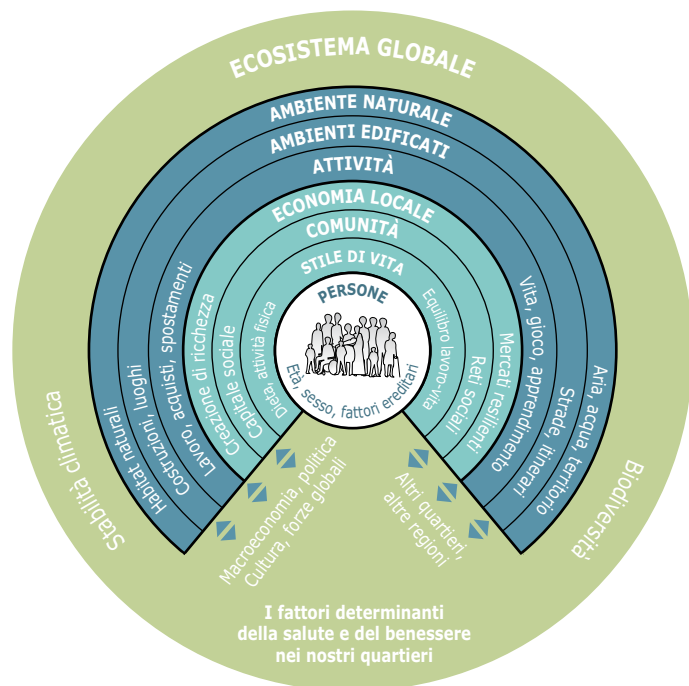 ECOSISTEMA GLOBALE
AMBIENTE NATURALE
AMBIENTI EDIFICATI
ATTIVITÀ
ECONOMIA LOCALE
COMUNITÀ
STILE DI VITA
PERSONE
Età, sesso, fattori ereditari
Dieta, attività fisica
Equilibro lavoro-vita
Capitale sociale
Reti sociali
Creazione di ricchezza
Mercati resilienti
Lavoro, acquisti, spostamenti
Vita, gioco, apprendimento
Costruzioni, luoghi
Strade, itinerari
Habitat naturali
Aria, acqua, territorio
Stabilità climatica
Biodiversità
Macroeconomia, politica
Cultura, forze globali
Altri quartieri,
altre regioni
I fattori determinanti
della salute e del benessere
nei nostri quartieri